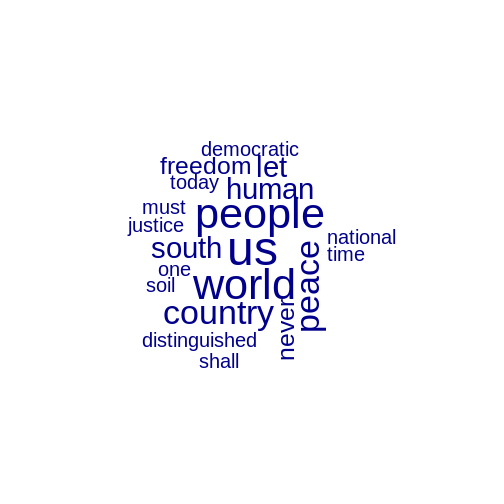 democratic
freedom let
today
human
must
people
justice
south
us
national
time
one
world
peace
soil
country
never
distinguished
shall